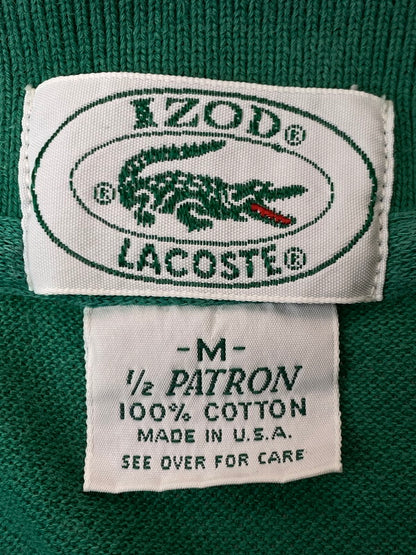 IZOD®
®
LACOSTE®
-M-
½ PATRON
100% COTTON
MADE IN U.S.A.
SEE OVER FOR CARE